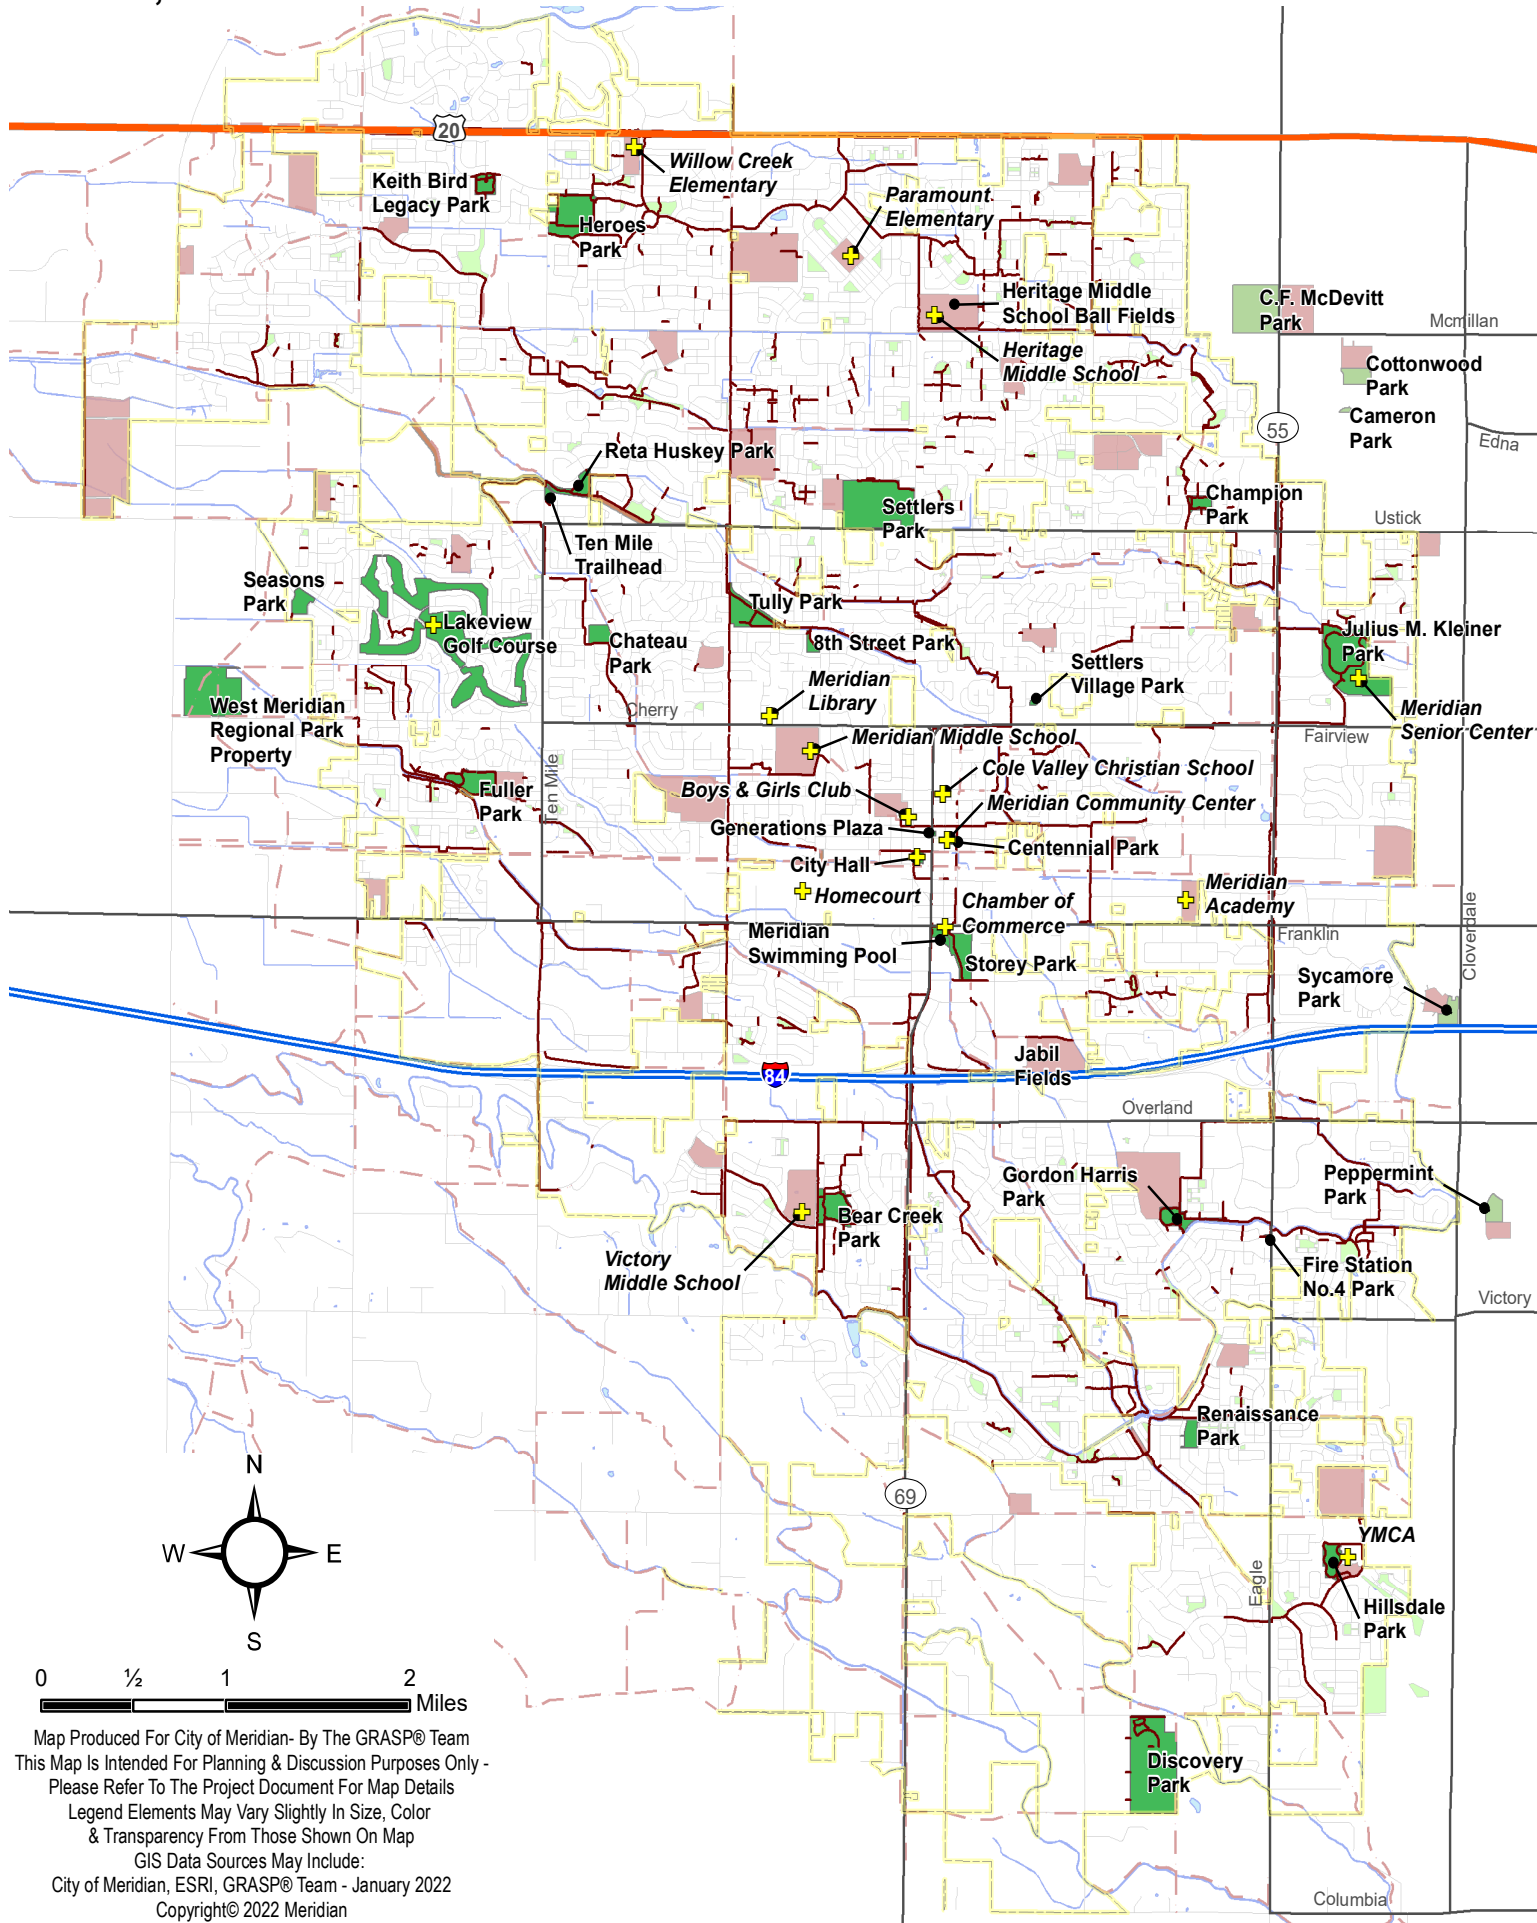 20
Willow Creek
Elementary
Keith Bird
Legacy Park
Paramount
Elementary
Heroes
Park
Heritage Middle
School Ball Fields
C.F. McDevitt
Park
Mcmillan
Heritage
Middle School
Cottonwood
Park
Cameron
Park
55
Edna
Reta Huskey Park
Champion
Park
Settlers
Park
Ustick
Ten Mile
Trailhead
Seasons
Park
Tully Park
Lakeview
Golf Course
Chateau
Park
8th Street Park
Julius M. Kleiner
Park
Settlers
Village Park
Meridian
Library
West Meridian
Regional Park
Property
Cherry
Meridian
Senior Center
Fairview
Meridian Middle School
Cole Valley Christian School
Ten Mile
Fuller
Park
Boys & Girls Club
Meridian Community Center
Generations Plaza
Centennial Park
City Hall
Homecourt
Meridian
Academy
Chamber of
Commerce
Cloverdale
Meridian
Swimming Pool
Franklin
Storey Park
Sycamore
Park
Jabil
Fields
84
Overland
Gordon Harris
Park
Peppermint
Park
Bear Creek
Park
Victory
Middle School
Fire Station
No.4 Park
Victory
Renaissance
Park
N
69
W
E
YMCA
Eagle
Hillsdale
Park
S
0 ½ 1 2
Miles
Discovery
Park
Map Produced For City of Meridian- By The GRASP® Team
This Map Is Intended For Planning & Discussion Purposes Only -
Please Refer To The Project Document For Map Details
Legend Elements May Vary Slightly In Size, Color
& Transparency From Those Shown On Map
GIS Data Sources May Include:
City of Meridian, ESRI, GRASP® Team - January 2022
Copyright© 2022 Meridian
Columbia